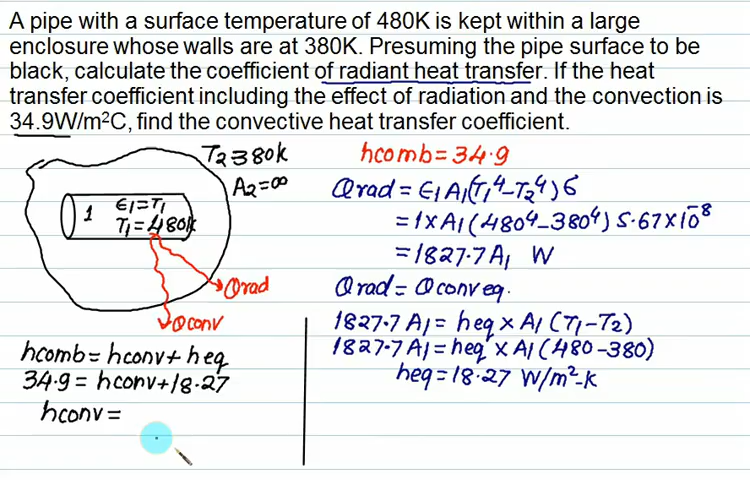 A pipe with a surface temperature of 480K is kept within a large
enclosure whose walls are at 380K. Presuming the pipe surface to be
black, calculate the coefficient of radiant heat transfer. If the heat
transfer coefficient including the effect of radiation and the convection is
34.9W/m²C, find the convective heat transfer coefficient.
T2=380K
A2=∞
1
ϵ1=T1
T1=480K
Qrad
Qconv
hcomb=hconv+heq
34.9=hconv+18.27
hconv=
hcomb=34.9
Qrad=ϵ1A1(T1⁴-T2⁴)σ
=1×A1(480⁴-380⁴)5.67×10⁻⁸
=1827.7A1 W
Qrad=Qconveq.
1827.7A1=heq×A1(T1-T2)
1827.7A1=heq×A1(480-380)
heq=18.27 W/m²-K